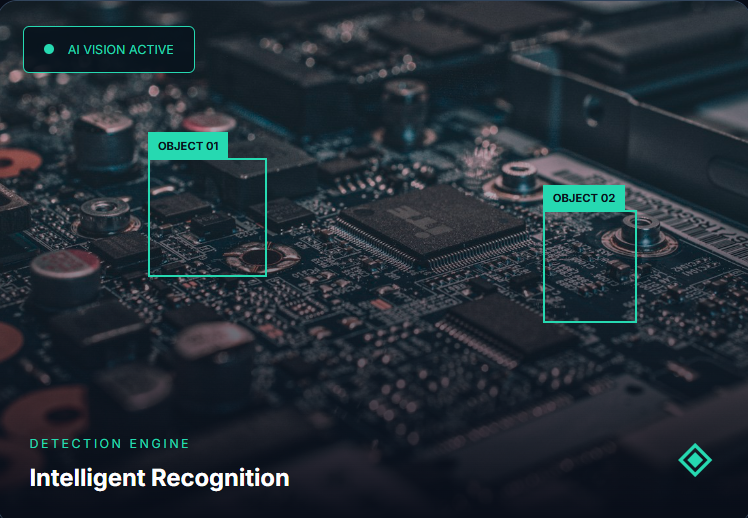 AI VISION ACTIVE
OBJECT 01
OBJECT 02
DETECTION ENGINE
Intelligent Recognition